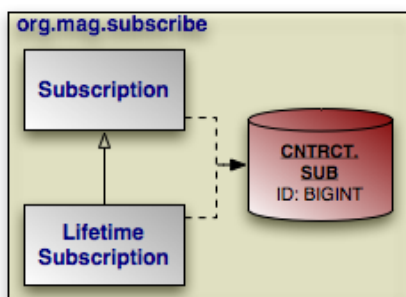 org.mag.subscribe
Subscription
CNTRCT.
SUB
ID: BIGINT
Lifetime
Subscription